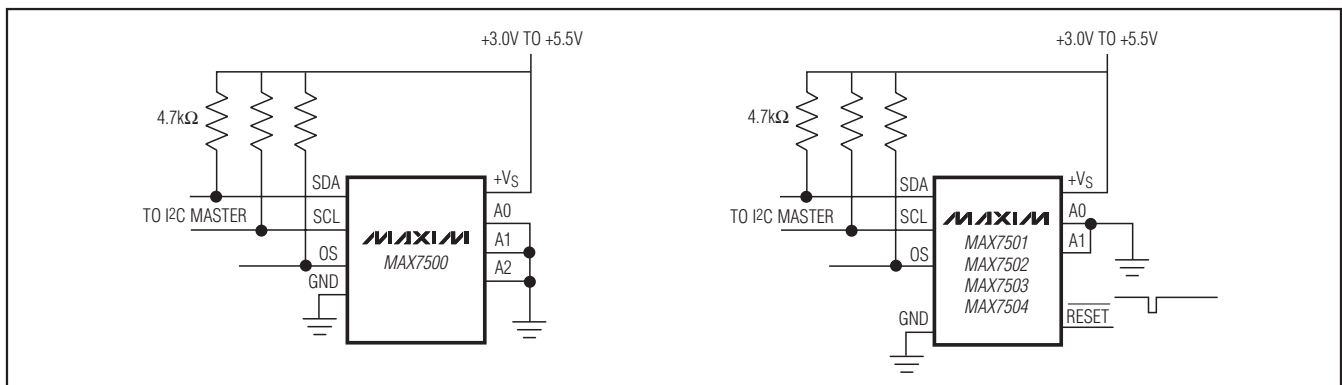 +3.0V TO +5.5V
4.7kΩ
SDA
+VS
TO I2C MASTER
SCL
A0
MAXIM
A1
MAX7500
OS
A2
GND
+3.0V TO +5.5V
4.7kΩ
SDA
+VS
TO I2C MASTER
SCL
A0
MAXIM
A1
MAX7501
OS
MAX7502
MAX7503
MAX7504
GND
RESET